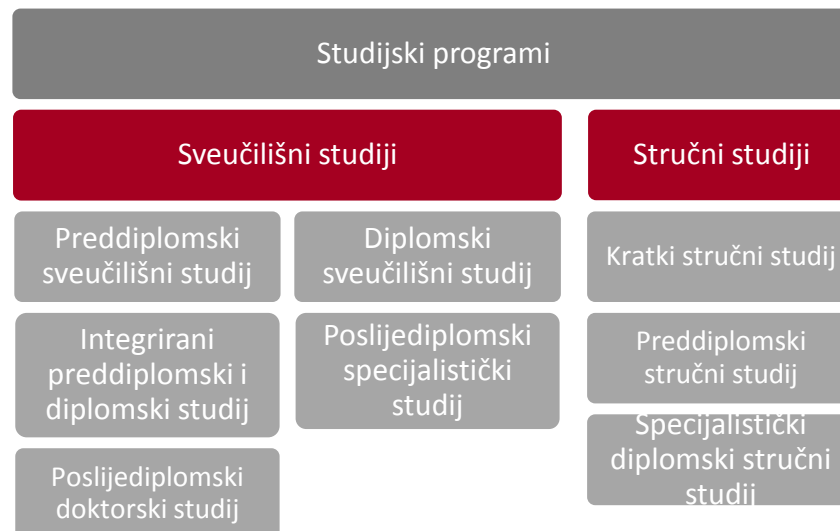 Studijski programi
Sveučilišni studiji
Stručni studiji
Preddiplomski
sveučilišni studij
Diplomski
sveučilišni studij
Kratki stručni studij
Integrirani
preddiplomski i
diplomski studij
Poslijediplomski
specijalistički
studij
Preddiplomski
stručni studij
Specijalistički
diplomski stručni
studij
Poslijediplomski
doktorski studij